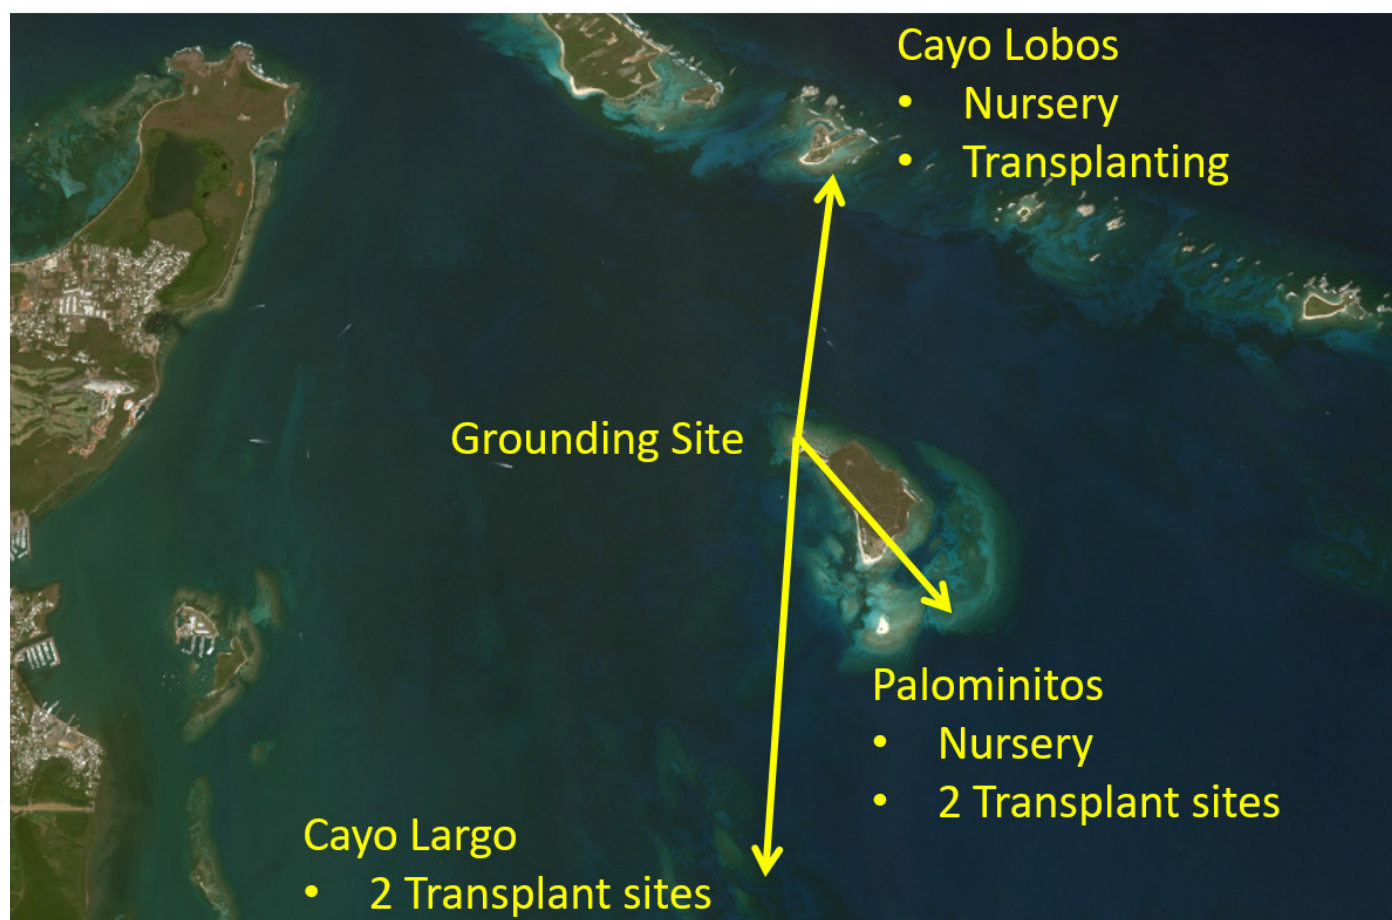 Cayo Lobos
• Nursery
• Transplanting
Grounding Site
Palominitos
• Nursery
• 2 Transplant sites
Cayo Largo
• 2 Transplant sites